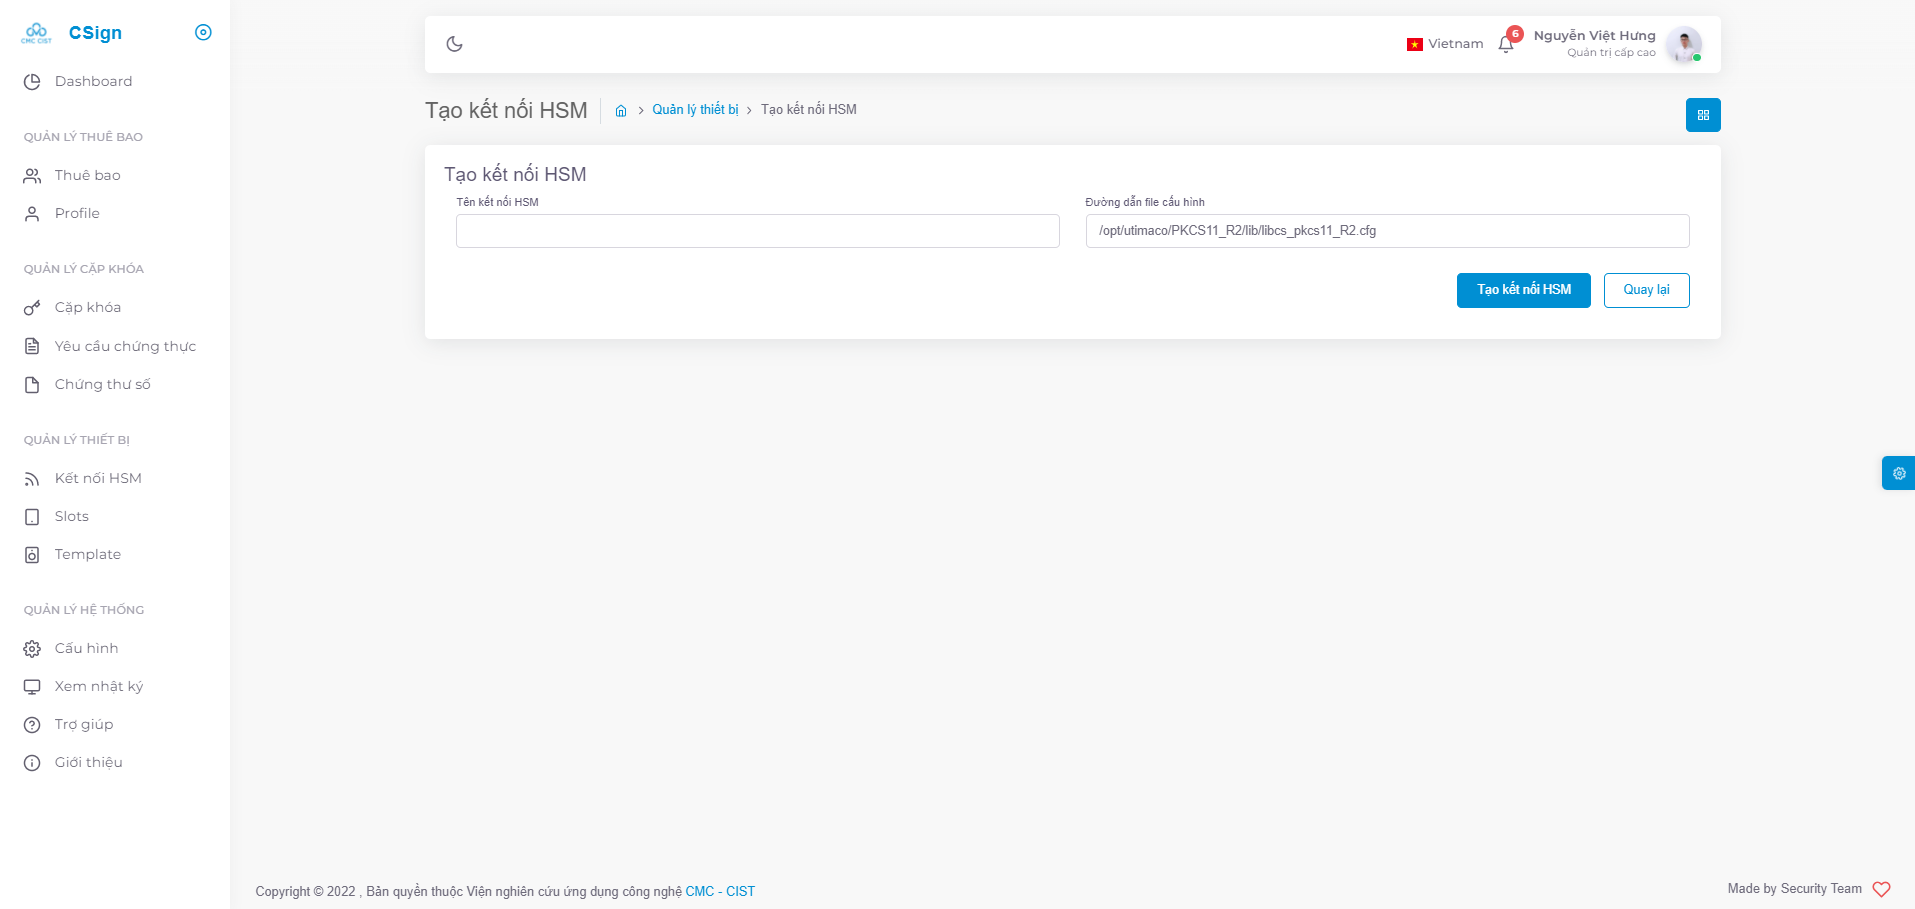 CMC CIST
CSign
Dashboard
QUẢN LÝ THUÊ BAO
Thuê bao
Profile
QUẢN LÝ CẶP KHÓA
Cặp khóa
Yêu cầu chứng thực
Chứng thư số
QUẢN LÝ THIẾT BỊ
Kết nối HSM
Slots
Template
QUẢN LÝ HỆ THỐNG
Cấu hình
Xem nhật ký
Trợ giúp
Giới thiệu
Vietnam
6
Nguyễn Việt Hưng
Quản trị cấp cao
Tạo kết nối HSM
Quản lý thiết bị
Tạo kết nối HSM
Tạo kết nối HSM
Tên kết nối HSM
Đường dẫn file cấu hình
/opt/utimaco/PKCS11_R2/lib/libcs_pkcs11_R2.cfg
Tạo kết nối HSM
Quay lại
Copyright © 2022 , Bản quyền thuộc Viện nghiên cứu ứng dụng công nghệ CMC - CIST
Made by Security Team